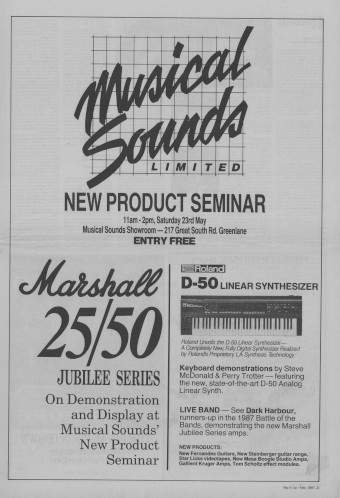 Musical
Sounds
LIMITED
NEW PRODUCT SEMINAR
11am - 2pm, Saturday 23rd May
Musical Sounds Showroom — 217 Great South Rd. Greenlane
ENTRY FREE
Marshall
25/50
JUBILEE SERIES
On Demonstration
and Display at
Musical Sounds'
New Product
Seminar
Roland
D-50 LINEAR SYNTHESIZER
Roland Unveils the D-50 Linear Synthesizer—
A Completely New, Fully Digital Synthesizer Realized
by Roland's Proprietary LA Synthesis Technology
Keyboard demonstrations by Steve
McDonald & Perry Trotter — featuring
the new, state-of-the-art D-50 Analog
Linear Synth.
LIVE BAND — See Dark Harbour,
runners-up in the 1987 Battle of the
Bands, demonstrating the new Marshall
Jubilee Series amps.
NEW PRODUCTS:
New Fernandes Guitars, New Steinberger guitar range,
Star Licks videotapes, New Mesa Boogie Studio Amps,
Gallient Kruger Amps, Tom Scholtz effect modules.